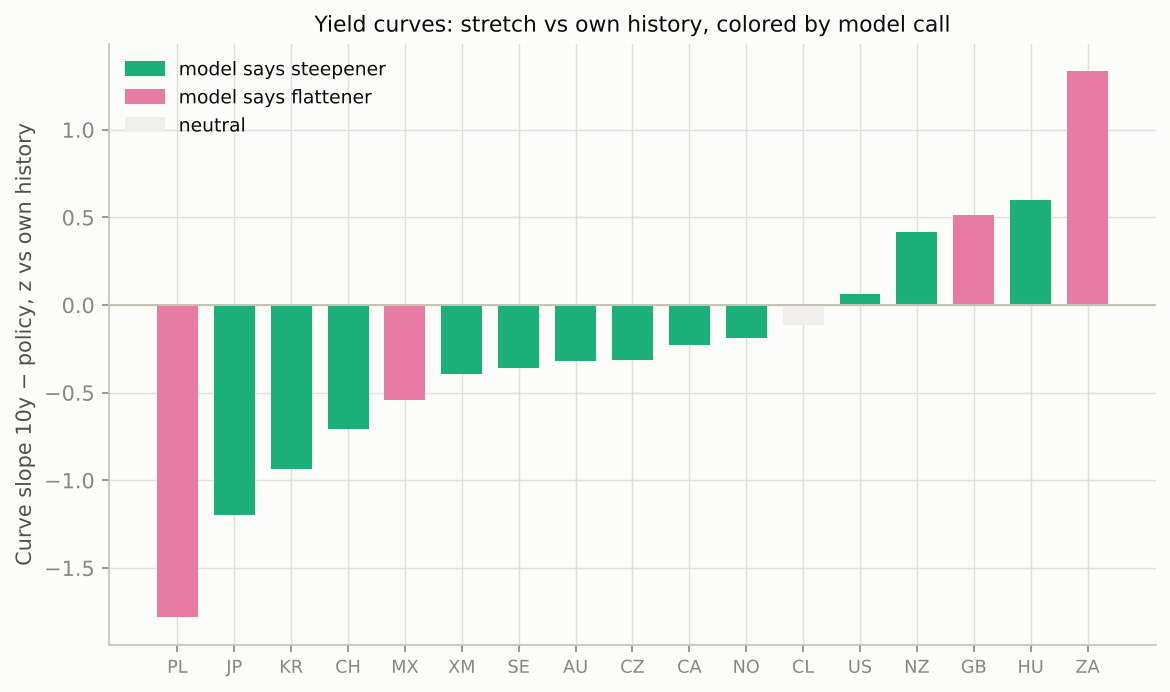 Yield curves: stretch vs own history, colored by model call
model says steepener
model says flattener
neutral
Curve slope 10y − policy, z vs own history
1.0
0.5
0.0
−0.5
−1.0
−1.5
PL JP KR CH MX XM SE AU CZ CA NO CL US NZ GB HU ZA